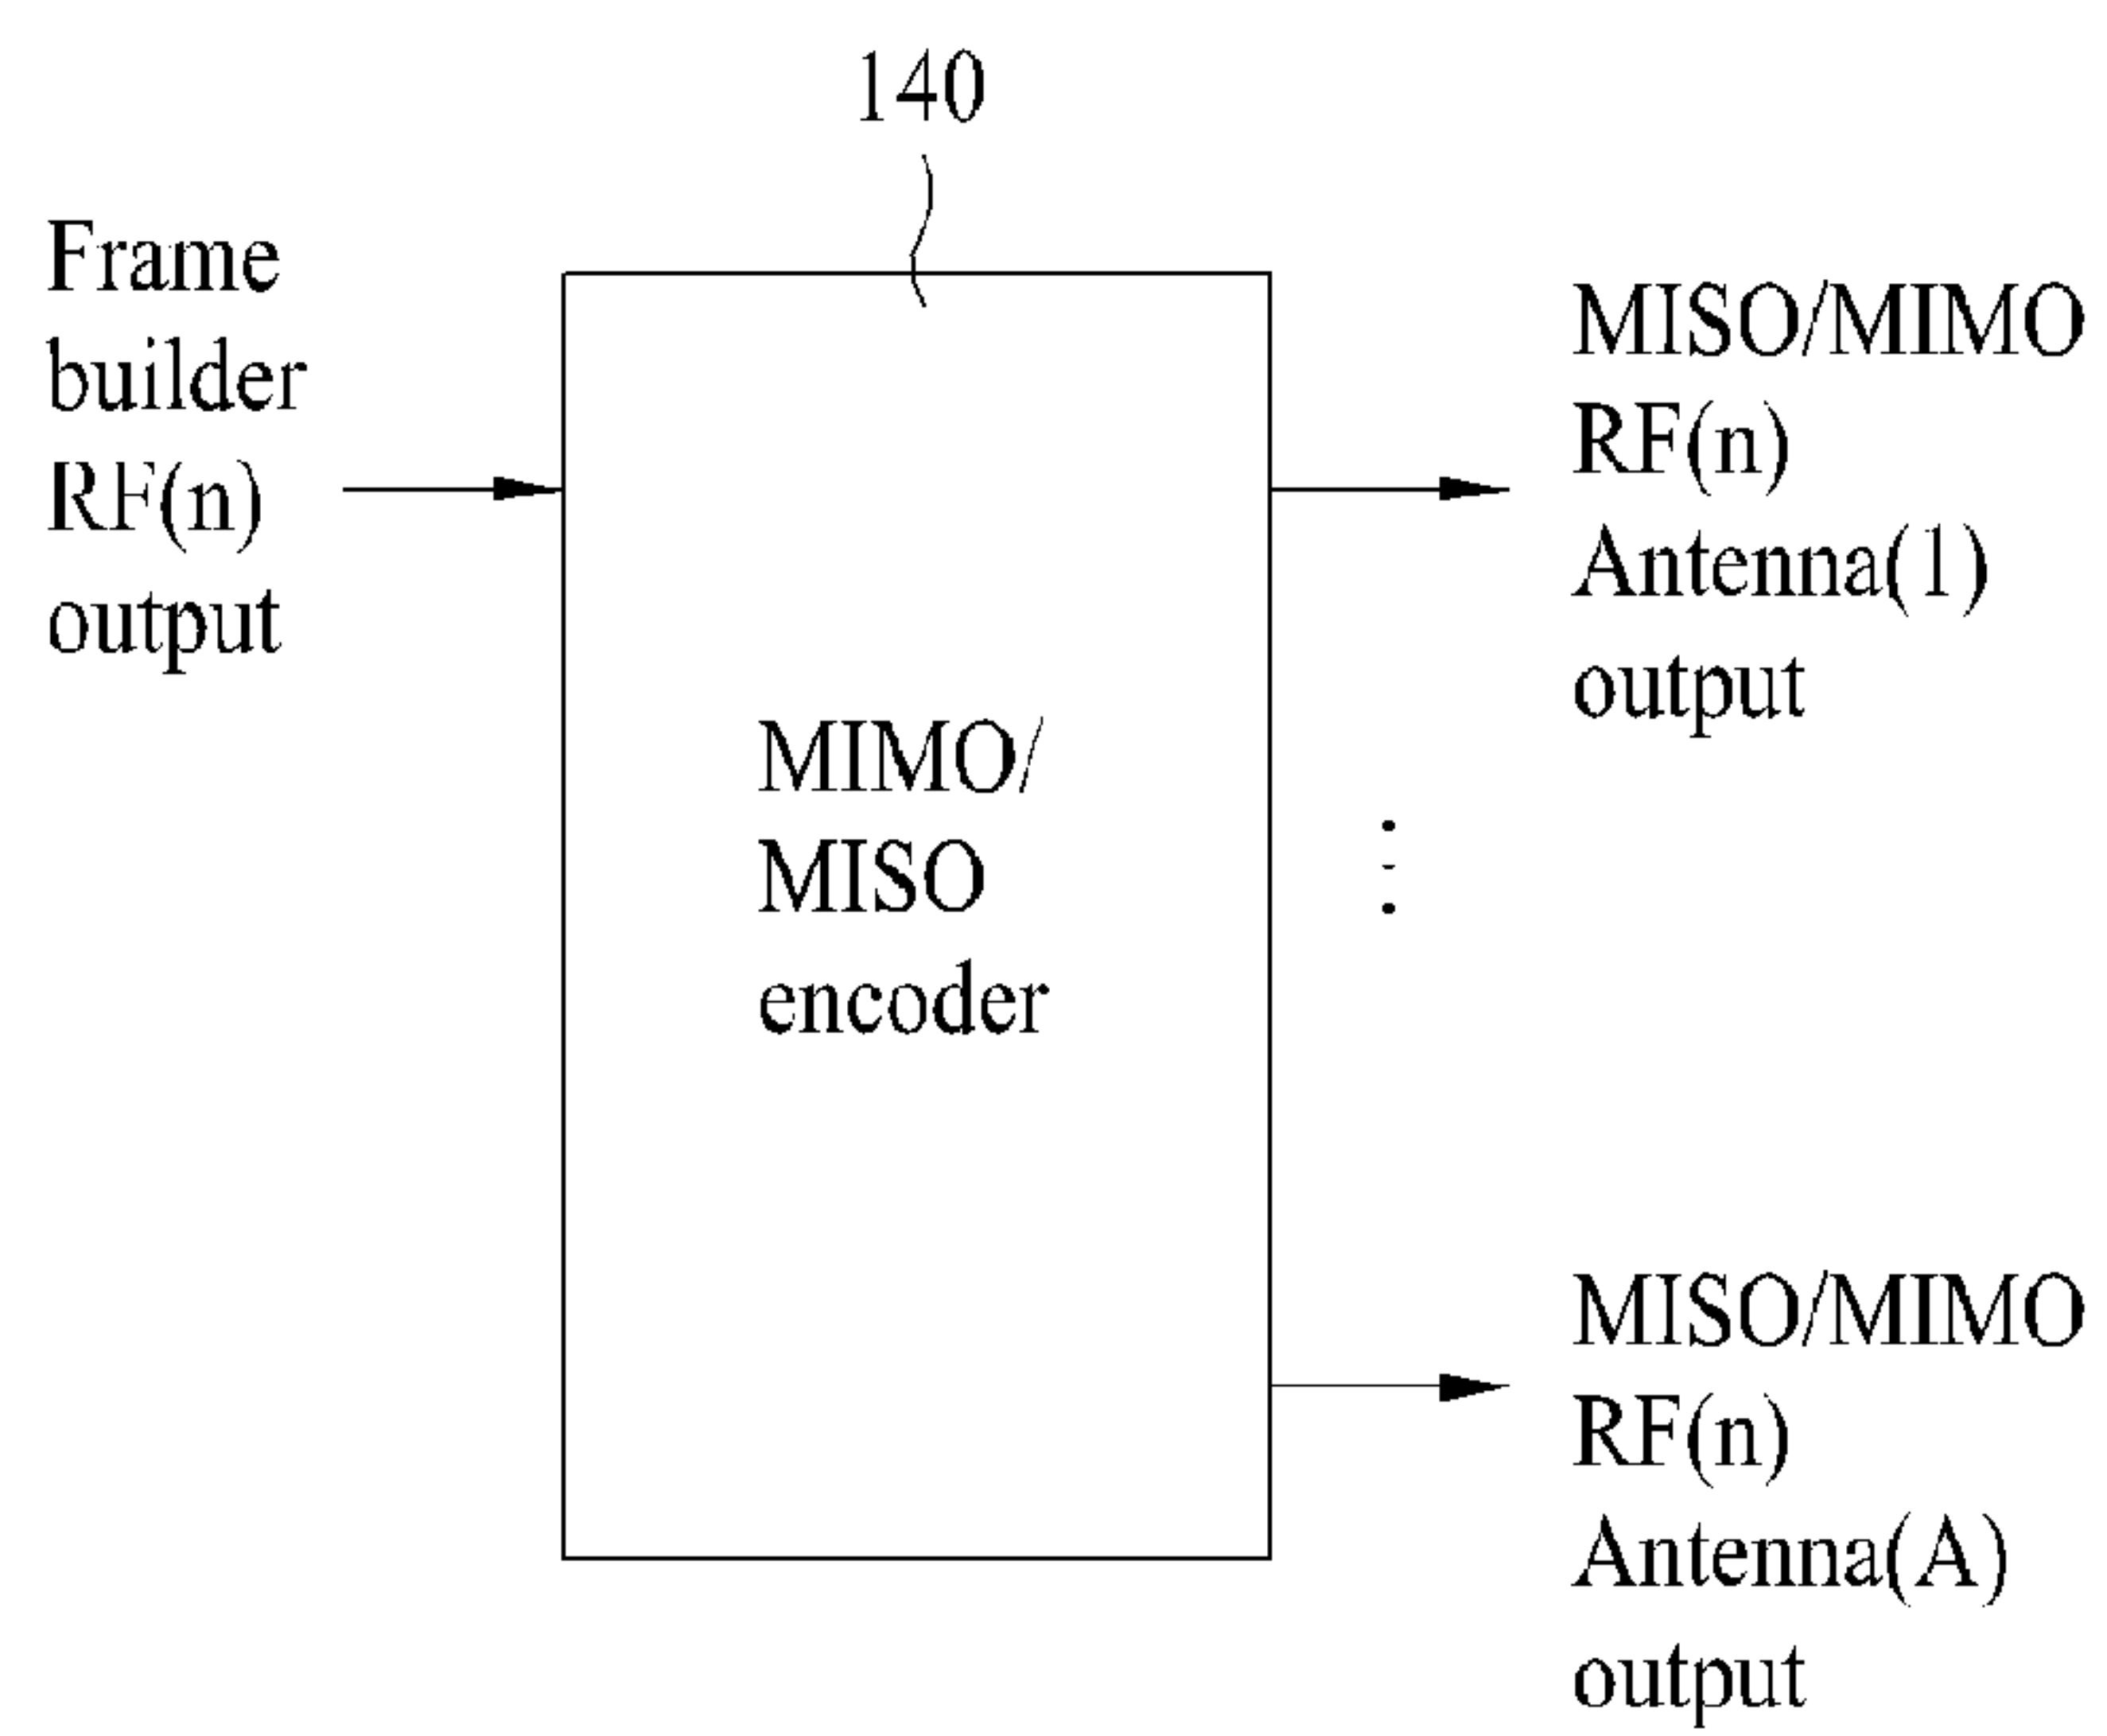 140
Frame
builder
RF(n)
output
MIMO/
MISO
encoder
MISO/MIMO
RF(n)
Antenna(1)
output
MISO/MIMO
RF(n)
Antenna(A)
output